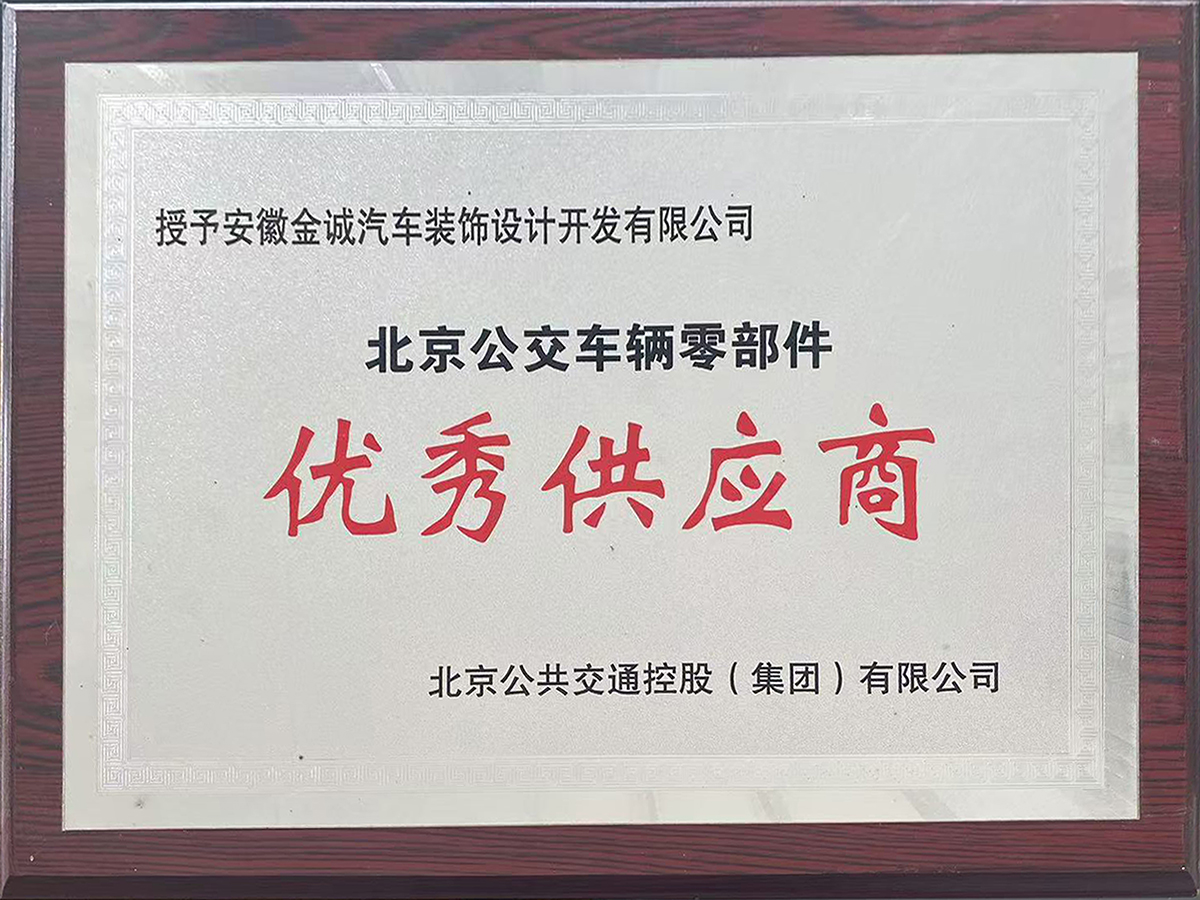 授予安徽金诚汽车装饰设计开发有限公司
北京公交车辆零部件
优秀供应商
北京公共交通控股(集团)有限公司